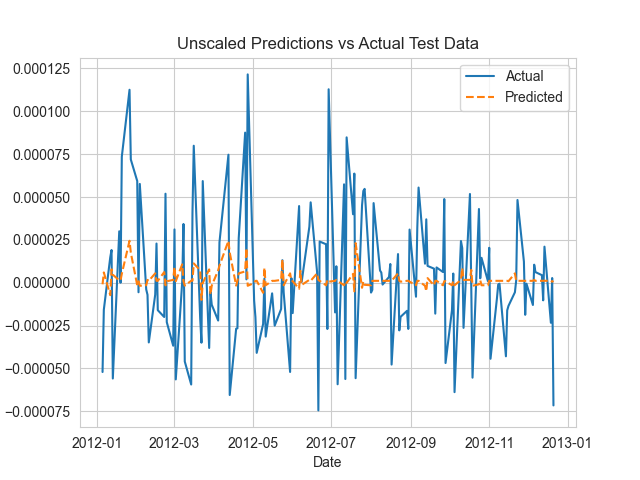 Unscaled Predictions vs Actual Test Data
Actual
Predicted
0.000125
0.000100
0.000075
0.000050
0.000025
0.000000
−0.000025
−0.000050
−0.000075
2012-01 2012-03 2012-05 2012-07 2012-09 2012-11 2013-01
Date